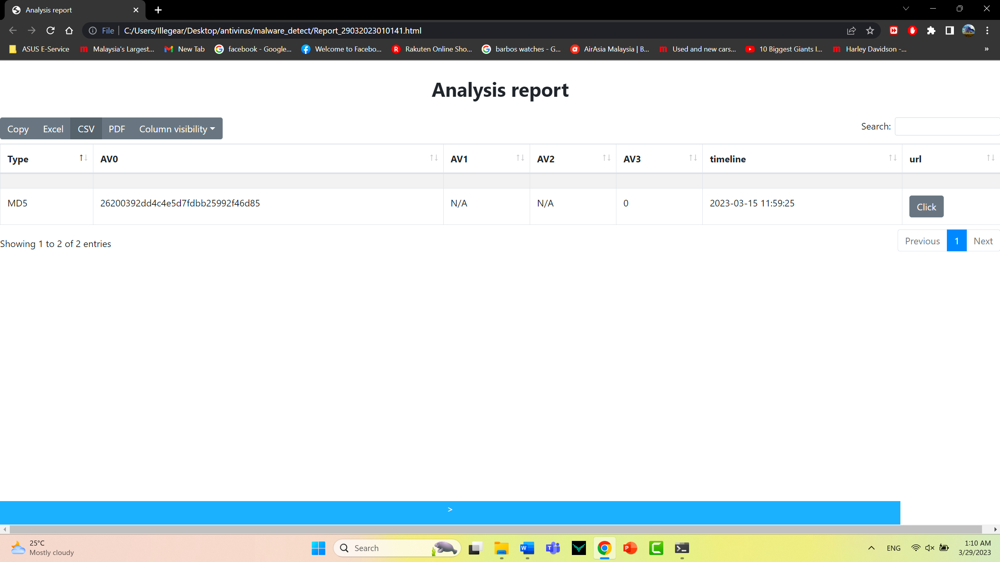 Analysis report
File C:/Users/Illegear/Desktop/antivirus/malware_detect/Report_29032023010141.html
ASUS E-Service Malaysia's Largest... New Tab facebook - Google... Welcome to Facebo... Rakuten Online Sho... barbos watches - G... AirAsia Malaysia | B... Used and new cars... 10 Biggest Giants I... Harley Davidson -... »
Analysis report
Copy Excel CSV PDF Column visibility Search:
Type AV0 AV1 AV2 AV3 timeline url
MD5 26200392dd4c4e5d7fdbb25992f46d85 N/A N/A 0 2023-03-15 11:59:25 Click
Showing 1 to 2 of 2 entries Previous 1 Next
>
25°C
Mostly cloudy
Search
ENG
1:10 AM
3/29/2023